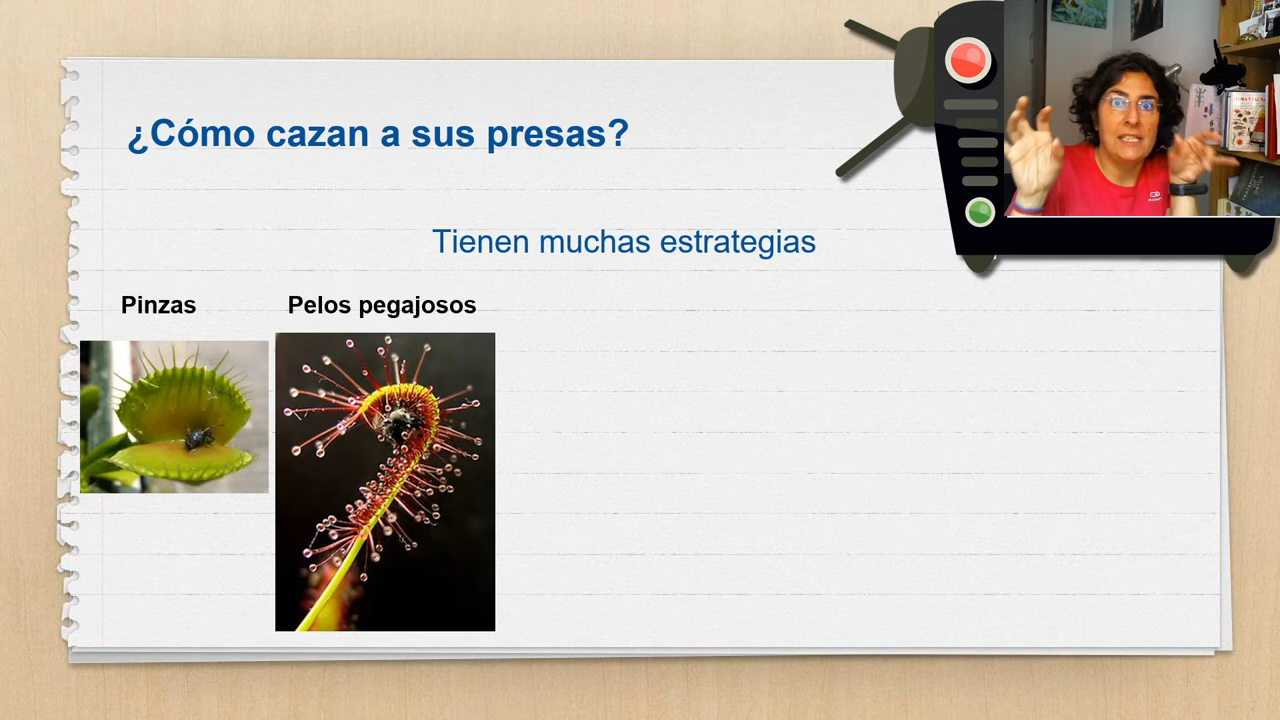 ¿Cómo cazan a sus presas?
Tienen muchas estrategias
Pinzas
Pelos pegajosos